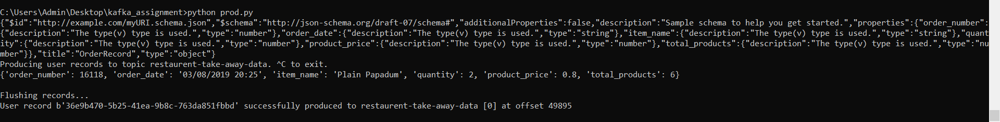 C:\Users\Admin\Desktop\kafka_assignment>python prod.py
{"$id":"http://example.com/myURI.schema.json","$schema":"http://json-schema.org/draft-07/schema#","additionalProperties":false,"description":"Sample schema to help you get started.","properties":{"order_number":
{"description":"The type(v) type is used.","type":"number"},"order_date":{"description":"The type(v) type is used.","type":"string"},"item_name":{"description":"The type(v) type is used.","type":"string"},"quant
ity":{"description":"The type(v) type is used.","type":"number"},"product_price":{"description":"The type(v) type is used.","type":"number"},"total_products":{"description":"The type(v) type is used.","type":"nu
mber"}},"title":"OrderRecord","type":"object"}
Producing user records to topic restaurent-take-away-data. ^C to exit.
{'order_number': 16118, 'order_date': '03/08/2019 20:25', 'item_name': 'Plain Papadum', 'quantity': 2, 'product_price': 0.8, 'total_products': 6}
Flushing records...
User record b'36e9b470-5b25-41ea-9b8c-763da851fbbd' successfully produced to restaurent-take-away-data [0] at offset 49895